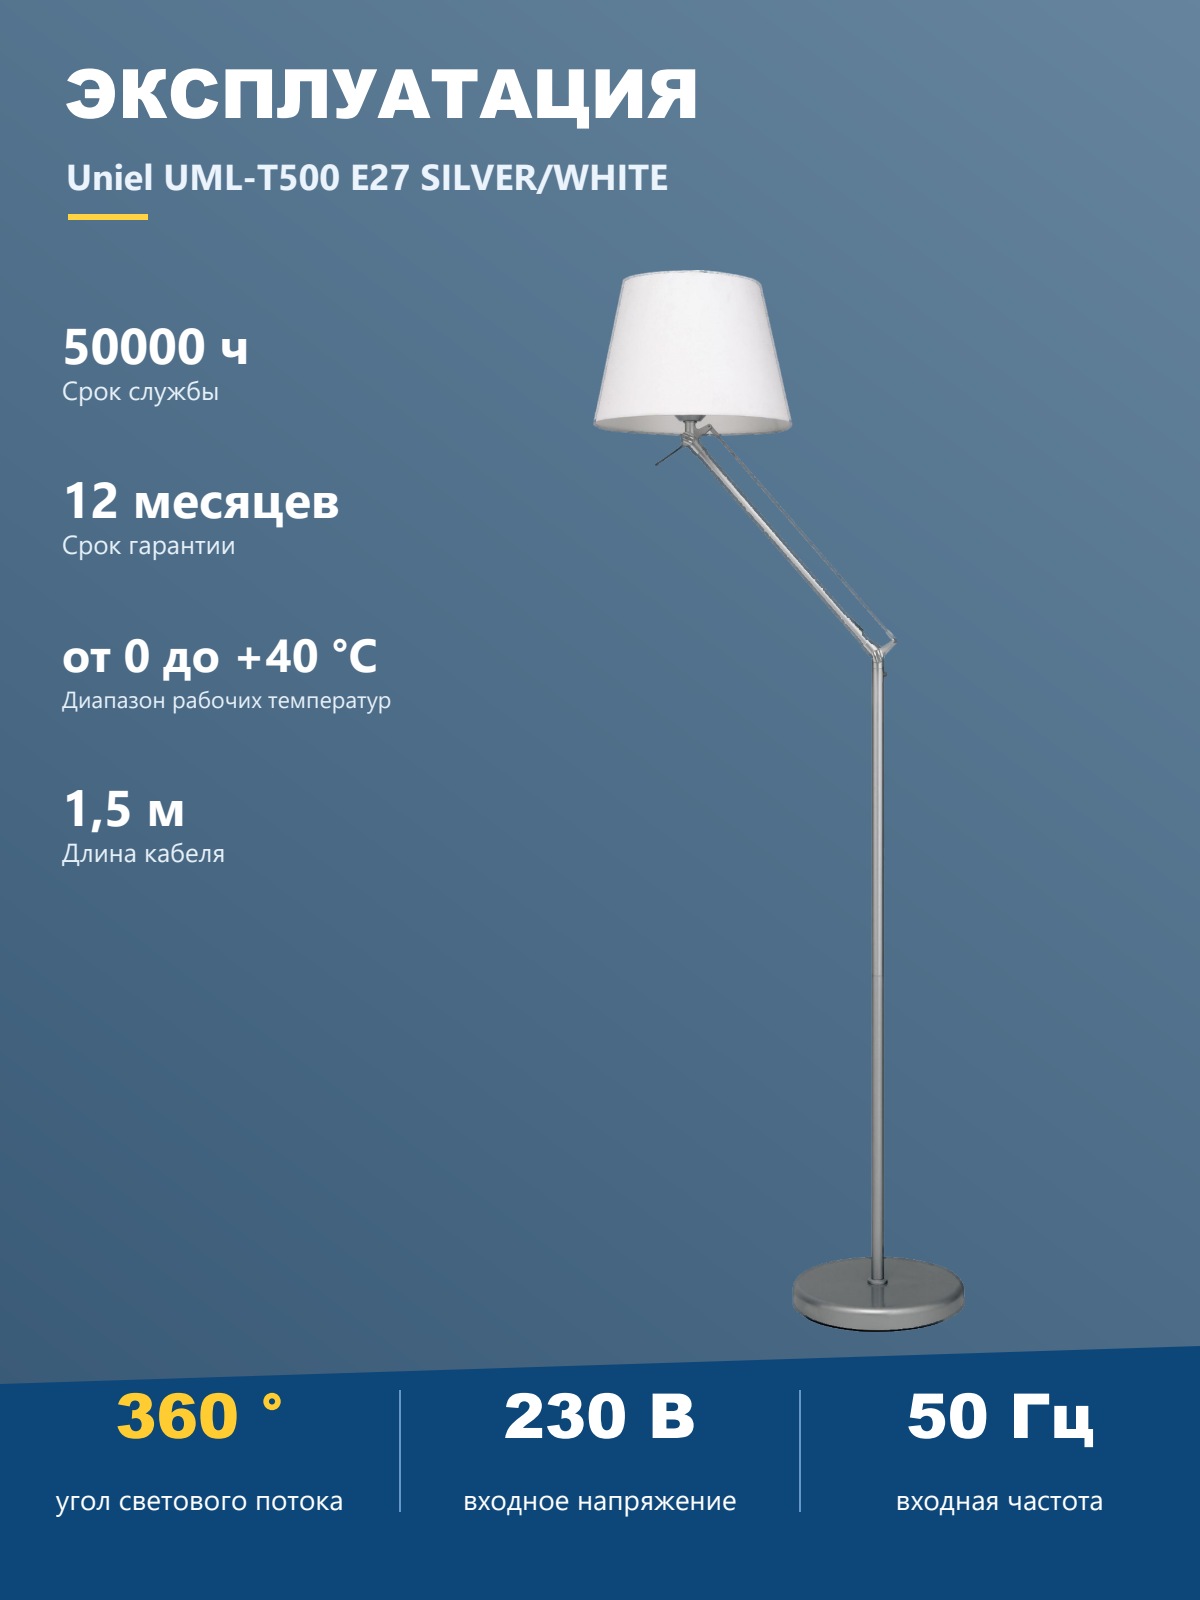 ЭКСПЛУАТАЦИЯ
Uniel UML-T500 E27 SILVER/WHITE
50000 ч
Срок службы
12 месяцев
Срок гарантии
от 0 до +40 °C
Диапазон рабочих температур
1,5 м
Длина кабеля
360 °
угол светового потока
230 В
входное напряжение
50 Гц
входная частота